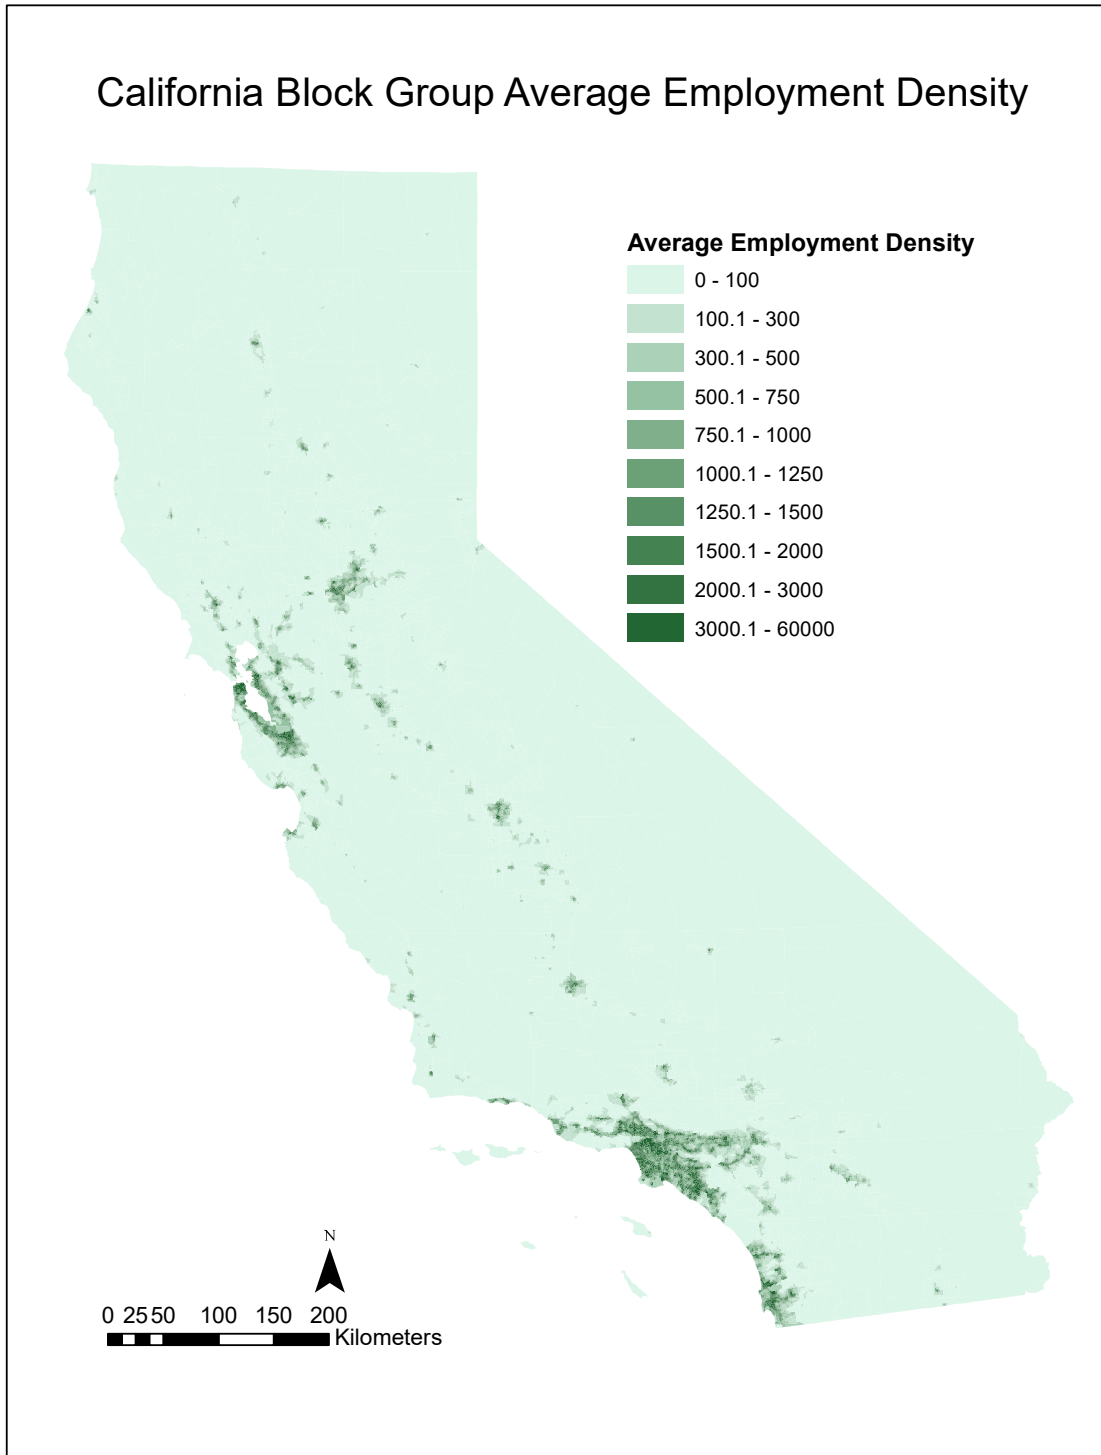 California Block Group Average Employment Density
Average Employment Density
0 - 100
100.1 - 300
300.1 - 500
500.1 - 750
750.1 - 1000
1000.1 - 1250
1250.1 - 1500
1500.1 - 2000
2000.1 - 3000
3000.1 - 60000
N
0 25 50 100 150 200
Kilometers